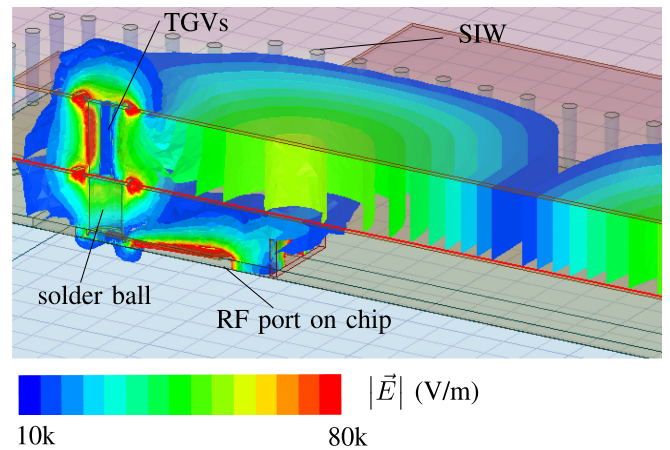 TGVs
SIW
solder ball
RF port on chip
|E⃗| (V/m)
10k
80k